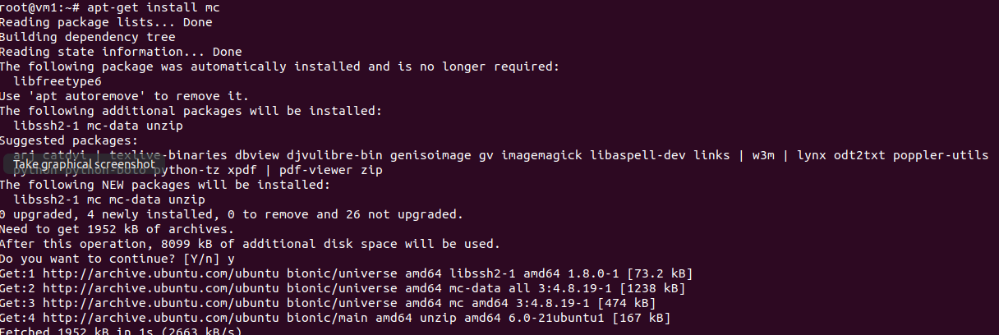 root@vm1:~# apt-get install mc
Reading package lists... Done
Building dependency tree
Reading state information... Done
The following package was automatically installed and is no longer required:
libfreetype6
Use 'apt autoremove' to remove it.
The following additional packages will be installed:
libssh2-1 mc-data unzip
Suggested packages:
arj catdvi | texlive-binaries dbview djvulibre-bin genisoimage gv imagemagick libaspell-dev links | w3m | lynx odt2txt poppler-utils
Take graphical screenshot
python python-boto python-tz xpdf | pdf-viewer zip
The following NEW packages will be installed:
libssh2-1 mc mc-data unzip
0 upgraded, 4 newly installed, 0 to remove and 26 not upgraded.
Need to get 1952 kB of archives.
After this operation, 8099 kB of additional disk space will be used.
Do you want to continue? [Y/n] y
Get:1 http://archive.ubuntu.com/ubuntu bionic/universe amd64 libssh2-1 amd64 1.8.0-1 [73.2 kB]
Get:2 http://archive.ubuntu.com/ubuntu bionic/universe amd64 mc-data all 3:4.8.19-1 [1238 kB]
Get:3 http://archive.ubuntu.com/ubuntu bionic/universe amd64 mc amd64 3:4.8.19-1 [474 kB]
Get:4 http://archive.ubuntu.com/ubuntu bionic/main amd64 unzip amd64 6.0-21ubuntu1 [167 kB]
Fetched 1952 kB in 1s (2663 kB/s)